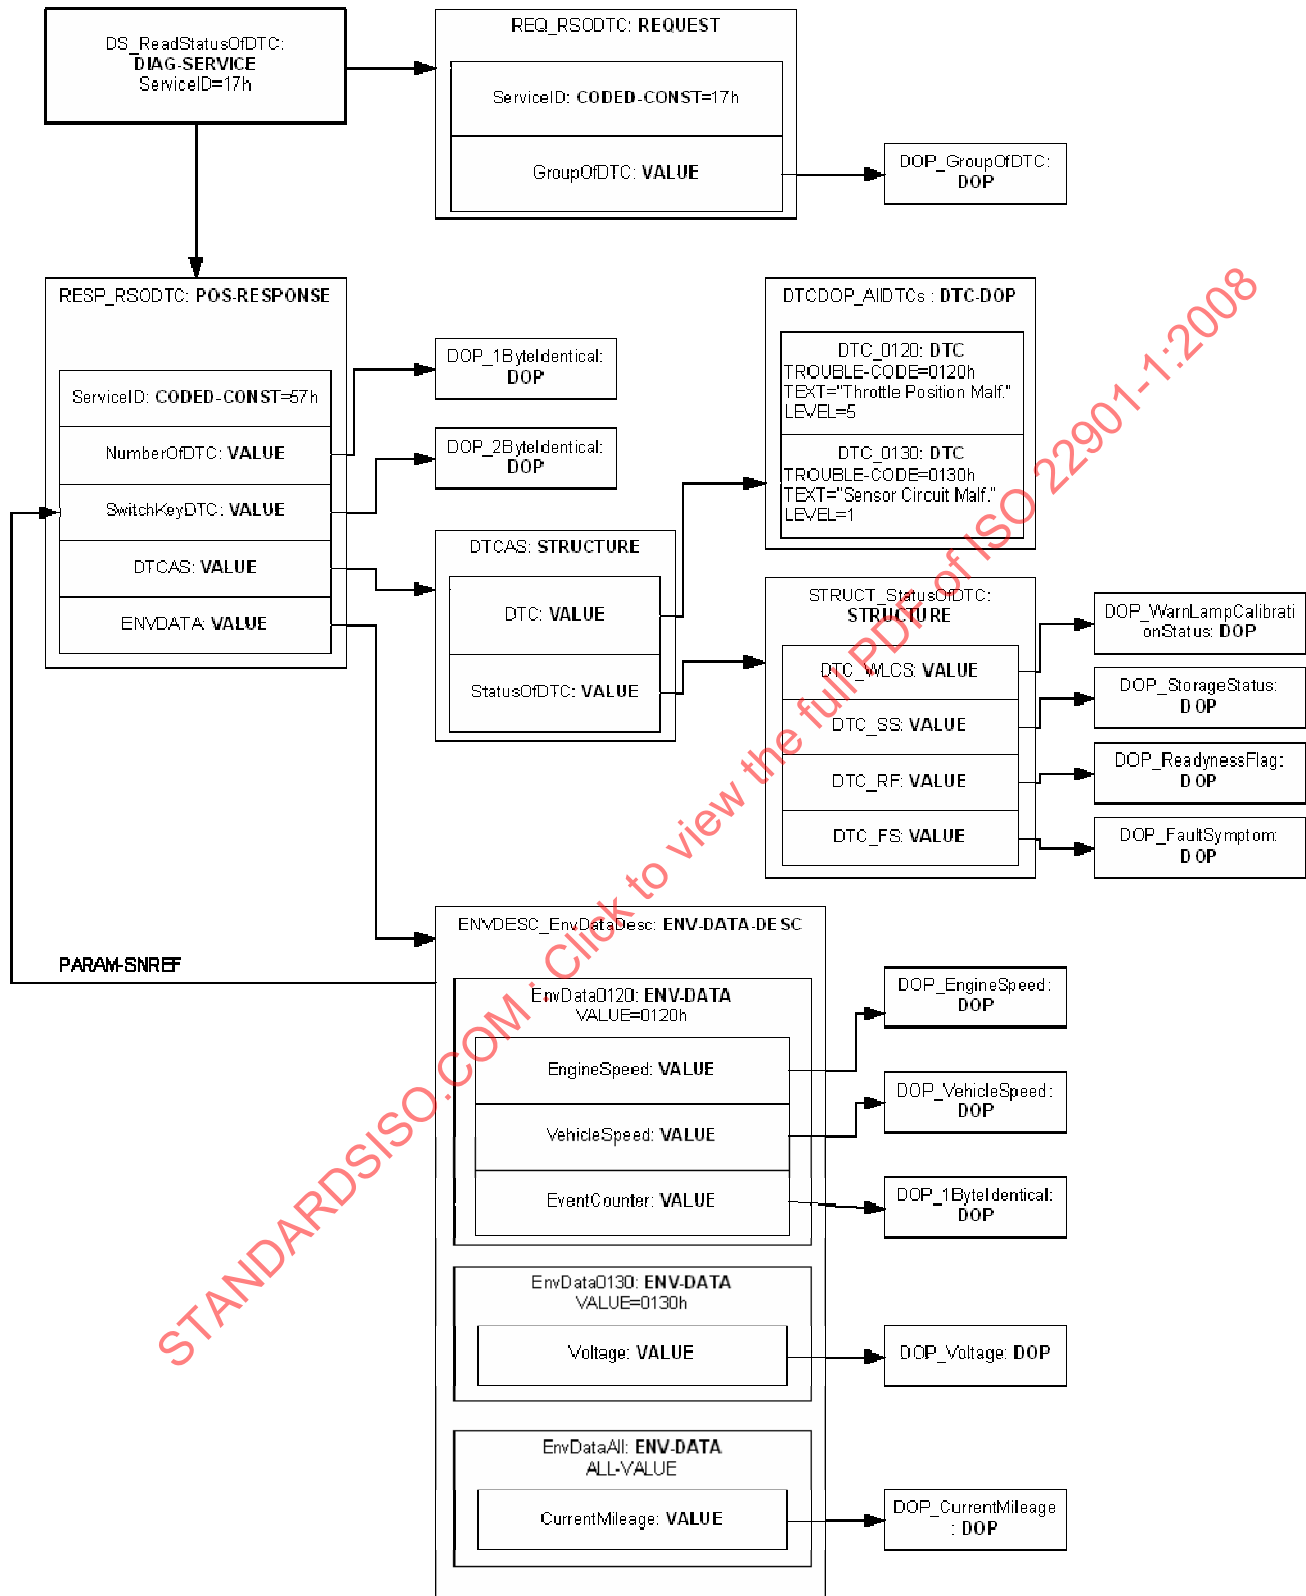 DS_ReadStatusOfDTC:
DIAG-SERVICE
ServiceID=17h
REQ_RSODTC: REQUEST
ServiceID: CODED-CONST=17h
GroupOfDTC: VALUE
DOP_GroupOfDTC:
DOP
RESP_RSODTC: POS-RESPONSE
ServiceID: CODED-CONST=57h
NumberOfDTC: VALUE
SwitchKeyDTC: VALUE
DTCAS: VALUE
ENVDATA: VALUE
DOP_1ByteIdentical:
DOP
DOP_2ByteIdentical:
DOP
DTCDOP_AllDTCs : DTC-DOP
DTC_0120: DTC
TROUBLE-CODE=0120h
TEXT="Throttle Position Malf."
LEVEL=5
DTC_0130: DTC
TROUBLE-CODE=0130h
TEXT="Sensor Circuit Malf."
LEVEL=1
DTCAS: STRUCTURE
DTC: VALUE
StatusOfDTC: VALUE
STRUCT_StatusOfDTC:
STRUCTURE
DTC_WLCS: VALUE
DTC_SS: VALUE
DTC_RF: VALUE
DTC_FS: VALUE
DOP_WarnLampCalibrati
onStatus: DOP
DOP_StorageStatus:
DOP
DOP_ReadynessFlag:
DOP
DOP_FaultSymptom:
DOP
PARAM-SNREF
ENVDESC_EnvDataDesc: ENV-DATA-DESC
EnvData0120: ENV-DATA
VALUE=0120h
EngineSpeed: VALUE
VehicleSpeed: VALUE
EventCounter: VALUE
DOP_EngineSpeed:
DOP
DOP_VehicleSpeed:
DOP
DOP_1ByteIdentical:
DOP
EnvData0130: ENV-DATA
VALUE=0130h
Voltage: VALUE
DOP_Voltage: DOP
EnvDataAll: ENV-DATA
ALL-VALUE
CurrentMileage: VALUE
DOP_CurrentMileage
: DOP
STANDARDSISO.COM : Click to view the full PDF of ISO 22901-1:2008